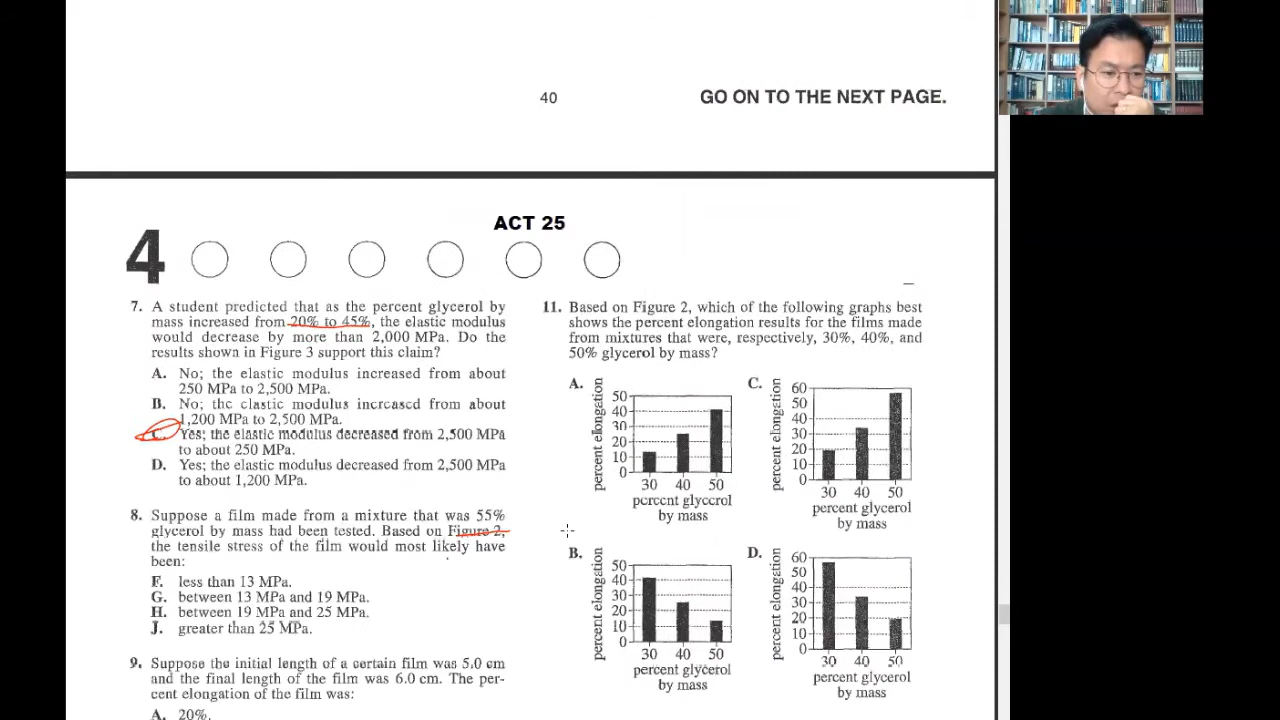 40
GO ON TO THE NEXT PAGE.
ACT 25
4
7. A student predicted that as the percent glycerol by
mass increased from 20% to 45%, the elastic modulus
would decrease by more than 2,000 MPa. Do the
results shown in Figure 3 support this claim?
A. No; the elastic modulus increased from about
250 MPa to 2,500 MPa.
B. No; the elastic modulus increased from about
1,200 MPa to 2,500 MPa.
C. Yes; the elastic modulus decreased from 2,500 MPa
to about 250 MPa.
D. Yes; the elastic modulus decreased from 2,500 MPa
to about 1,200 MPa.
8. Suppose a film made from a mixture that was 55%
glycerol by mass had been tested. Based on Figure 2,
the tensile stress of the film would most likely have
been:
F. less than 13 MPa.
G. between 13 MPa and 19 MPa.
H. between 19 MPa and 25 MPa.
J. greater than 25 MPa.
9. Suppose the initial length of a certain film was 5.0 cm
and the final length of the film was 6.0 cm. The per-
cent elongation of the film was:
A. 20%.
11. Based on Figure 2, which of the following graphs best
shows the percent elongation results for the films made
from mixtures that were, respectively, 30%, 40%, and
50% glycerol by mass?
A.
percent elongation
50
40
30
20
10
0
30 40 50
percent glycerol
by mass
C.
percent elongation
60
50
40
30
20
10
0
30 40 50
percent glycerol
by mass
B.
percent elongation
50
40
30
20
10
0
30 40 50
percent glycerol
by mass
D.
percent elongation
60
50
40
30
20
10
0
30 40 50
percent glycerol
by mass